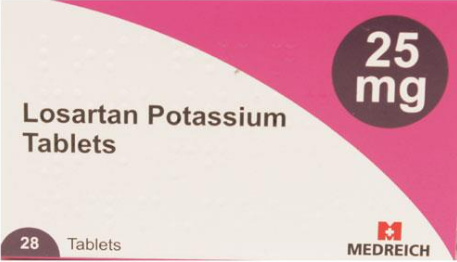 25
mg
Losartan Potassium
Tablets
28 Tablets
MEDREICH